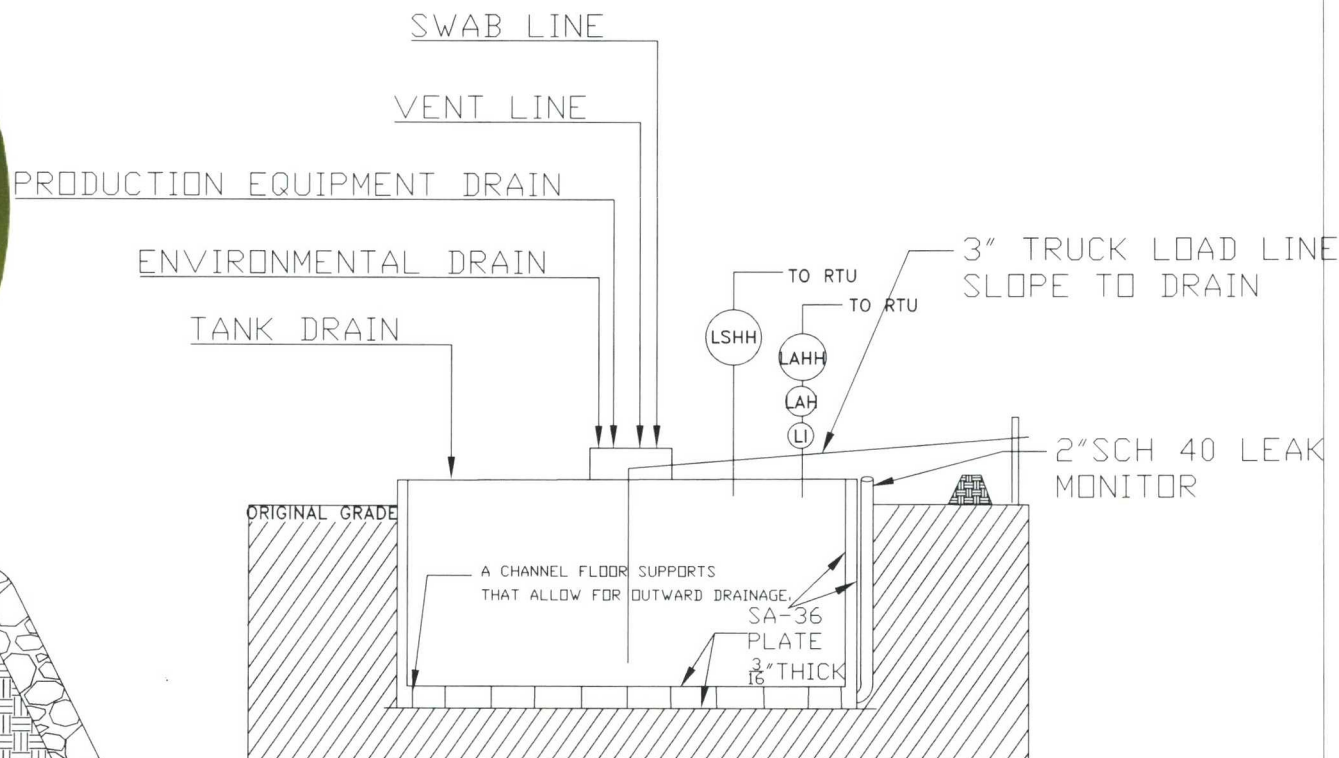 SWAB LINE
VENT LINE
PRODUCTION EQUIPMENT DRAIN
ENVIRONMENTAL DRAIN
TANK DRAIN
TO RTU
TO RTU
3" TRUCK LOAD LINE
SLOPE TO DRAIN
LSHH
LAHH
LAH
LI
2"SCH 40 LEAK
MONITOR
ORIGINAL GRADE
A CHANNEL FLOOR SUPPORTS
THAT ALLOW FOR OUTWARD DRAINAGE.
SA-36
PLATE
3/16"THICK